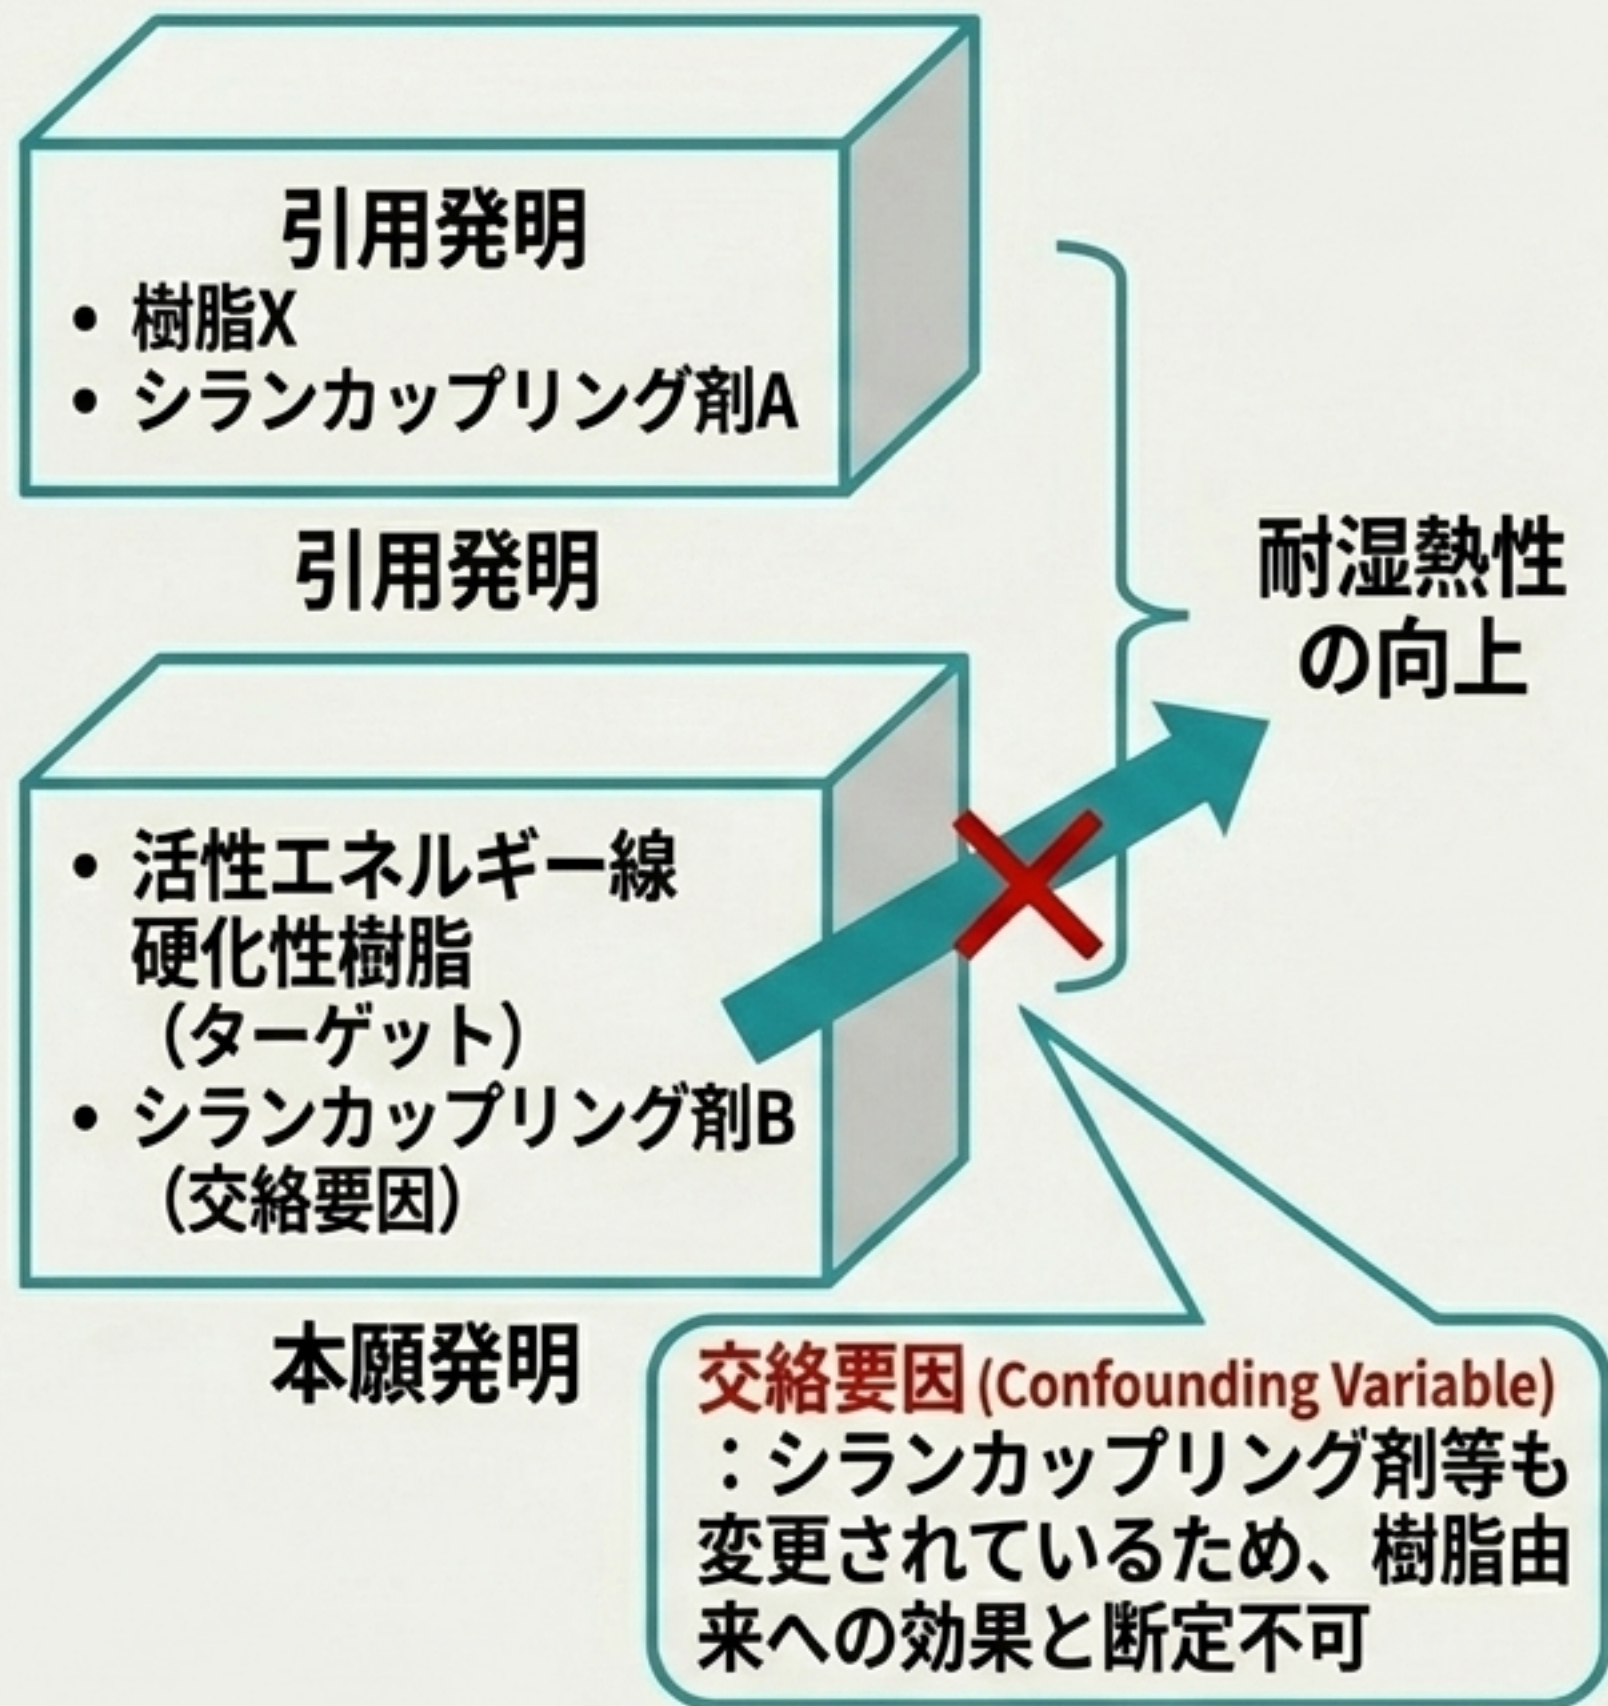 引用発明
• 樹脂X
• シランカップリング剤A
引用発明
耐湿熱性
の向上
• 活性エネルギー線
硬化性樹脂
（ターゲット）
• シランカップリング剤B
（交絡要因）
本願発明
交絡要因 (Confounding Variable)
：シランカップリング剤等も
変更されているため、樹脂由
来への効果と断定不可